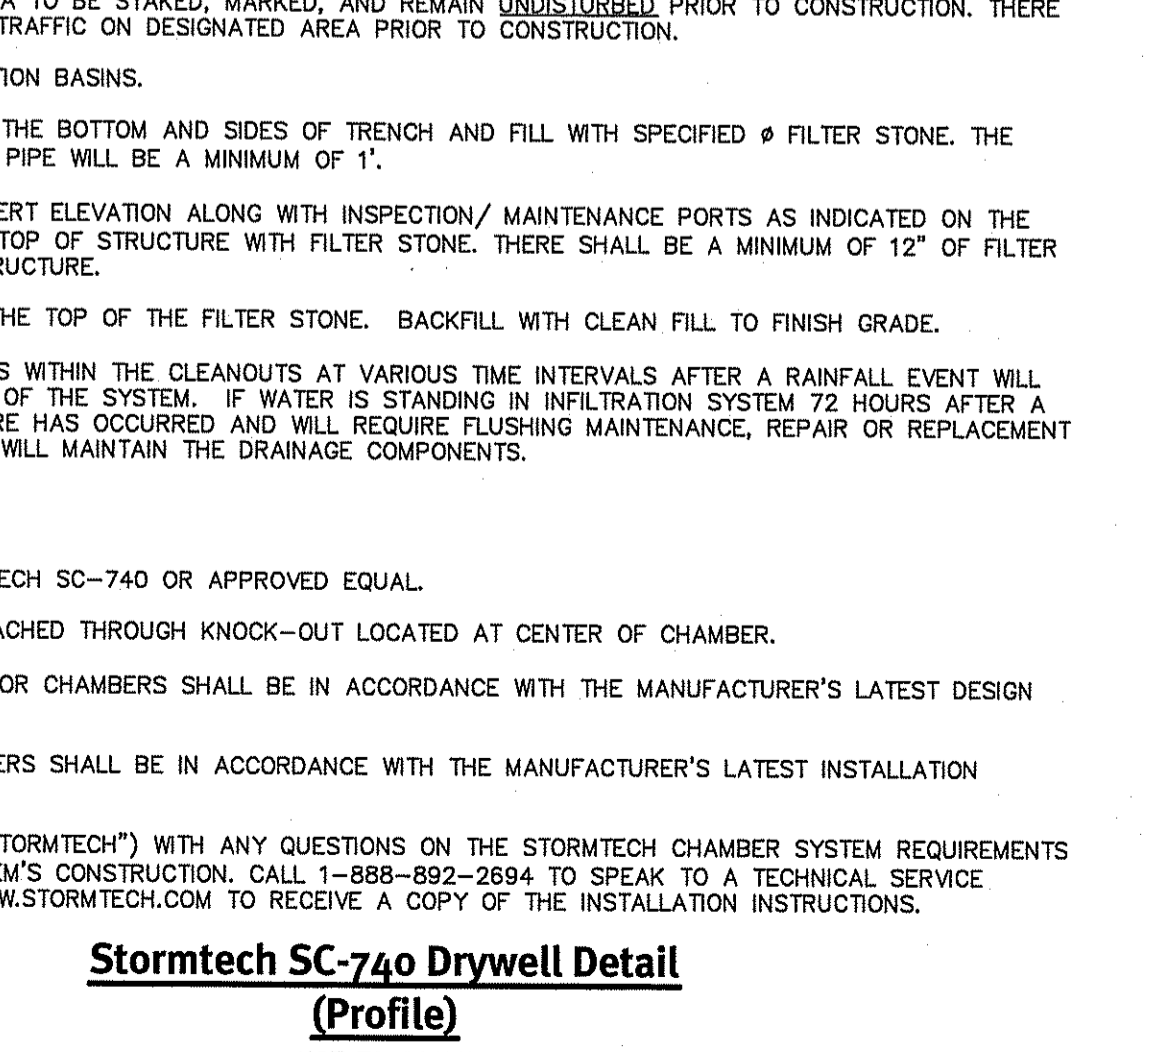 A TO BE STAKED, MARKED, AND REMAIN UNDISTURBED PRIOR TO CONSTRUCTION. THERE
TRAFFIC ON DESIGNATED AREA PRIOR TO CONSTRUCTION.
TION BASINS.
THE BOTTOM AND SIDES OF TRENCH AND FILL WITH SPECIFIED ø FILTER STONE. THE
PIPE WILL BE A MINIMUM OF 1'.
ERT ELEVATION ALONG WITH INSPECTION/ MAINTENANCE PORTS AS INDICATED ON THE
TOP OF STRUCTURE WITH FILTER STONE. THERE SHALL BE A MINIMUM OF 12" OF FILTER
RUCTURE.
HE TOP OF THE FILTER STONE. BACKFILL WITH CLEAN FILL TO FINISH GRADE.
S WITHIN THE CLEANOUTS AT VARIOUS TIME INTERVALS AFTER A RAINFALL EVENT WILL
OF THE SYSTEM. IF WATER IS STANDING IN INFILTRATION SYSTEM 72 HOURS AFTER A
RE HAS OCCURRED AND WILL REQUIRE FLUSHING MAINTENANCE, REPAIR OR REPLACEMENT
WILL MAINTAIN THE DRAINAGE COMPONENTS.
ECH SC-740 OR APPROVED EQUAL.
ACHED THROUGH KNOCK-OUT LOCATED AT CENTER OF CHAMBER.
OR CHAMBERS SHALL BE IN ACCORDANCE WITH THE MANUFACTURER'S LATEST DESIGN
ERS SHALL BE IN ACCORDANCE WITH THE MANUFACTURER'S LATEST INSTALLATION
TORMTECH") WITH ANY QUESTIONS ON THE STORMTECH CHAMBER SYSTEM REQUIREMENTS
EM'S CONSTRUCTION. CALL 1-888-892-2694 TO SPEAK TO A TECHNICAL SERVICE
W.STORMTECH.COM TO RECEIVE A COPY OF THE INSTALLATION INSTRUCTIONS.
Stormtech SC-740 Drywell Detail
(Profile)